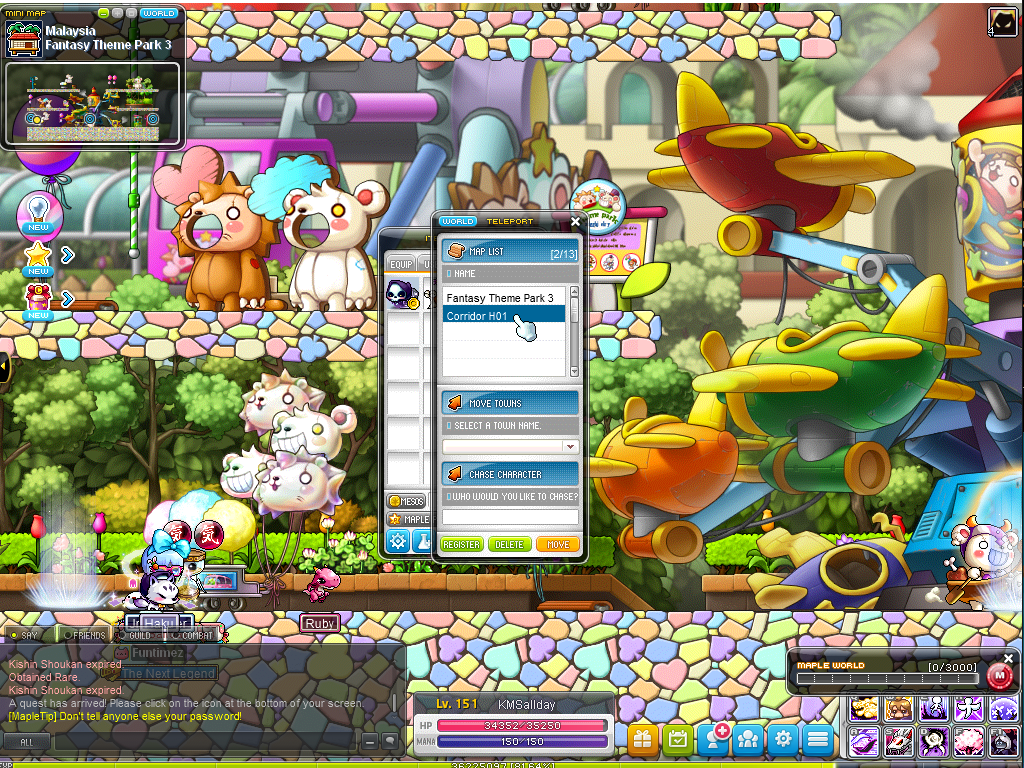 MINI MAP
WORLD
Malaysia
Fantasy Theme Park 3
NEW
NEW
NEW
EQUIP
WORLD TELEPORT
MAP LIST [2/13]
NAME
Fantasy Theme Park 3
Corridor H01
MOVE TOWNS
SELECT A TOWN NAME.
CHASE CHARACTER
WHO WOULD YOU LIKE TO CHASE?
REGISTER DELETE MOVE
MESOS
MAPLE
気 気
Haku
Ruby
SAY FRIENDS GUILD COMBAT
Funtimez
The Next Legend
Kishin Shoukan expired
Obtained Rare.
Kishin Shoukan expired.
A quest has arrived! Please click on the icon at the bottom of your screen.
[MapleTip] Don't tell anyone else your password!
ALL
Lv. 151 KMSallday
HP 34352/35250
MANA 150/150
MAPLE WORLD [0/3000]
M